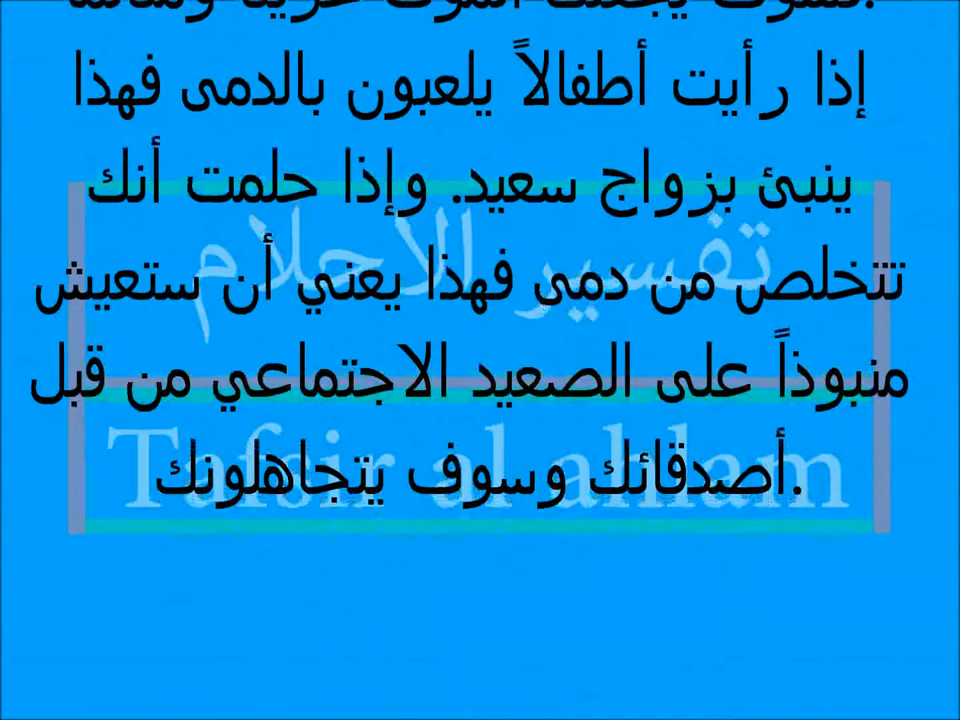 إذا رأيت أطفالاً يلعبون بالدمى فهذا
ينبئ بزواج سعيد. وإذا حلمت أنك
تتخلص من دمى فهذا يعني أن ستعيش
منبوذاً على الصعيد الاجتماعي من قبل
أصدقائك وسوف يتجاهلونك.
تفسير الاحلام
Tafsir al ahlam